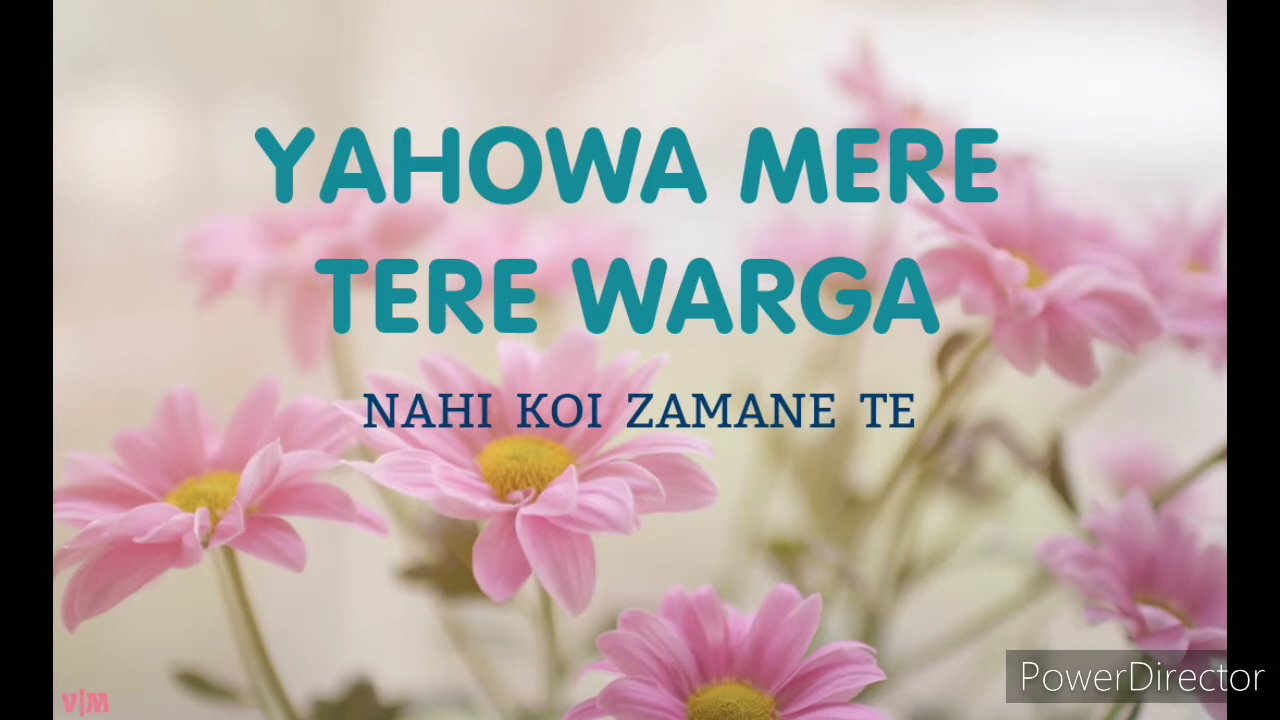 YAHOWA MERE
TERE WARGA
NAHI KOI ZAMANE TE
PowerDirector
V|M